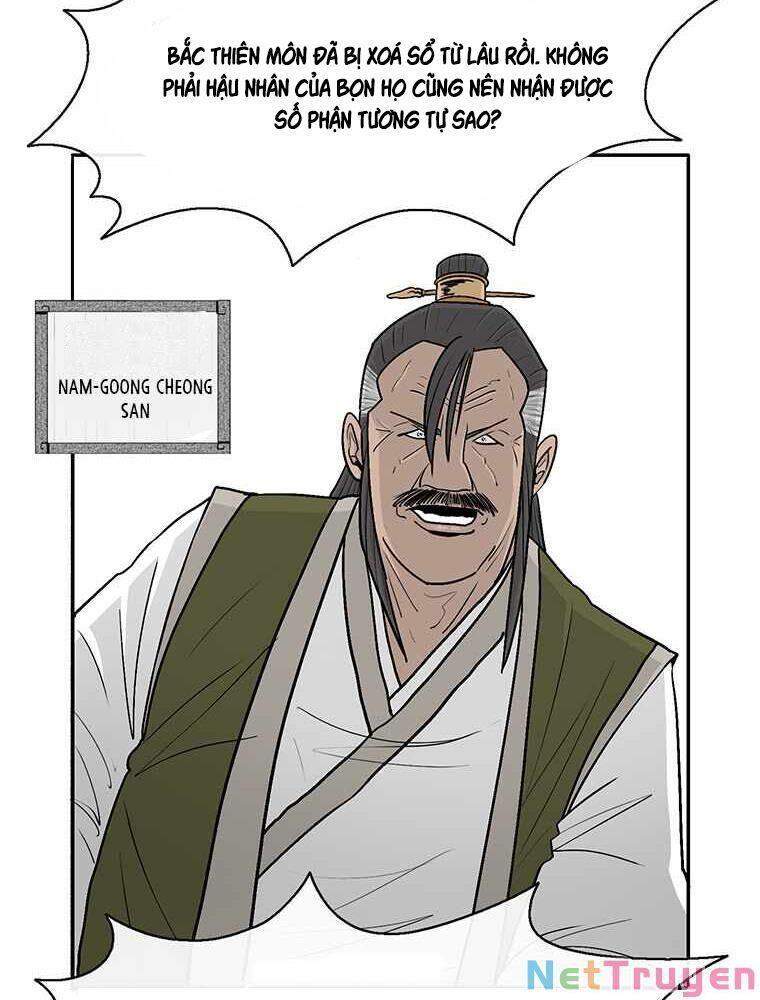 BẮC THIÊN MÔN ĐÃ BỊ XOÁ SỔ TỪ LÂU RỒI. KHÔNG
PHẢI HẬU NHÂN CỦA BỌN HỌ CŨNG NÊN NHẬN ĐƯỢC
SỐ PHẬN TƯƠNG TỰ SAO?
NAM-GOONG CHEONG
SAN
NetTruyen